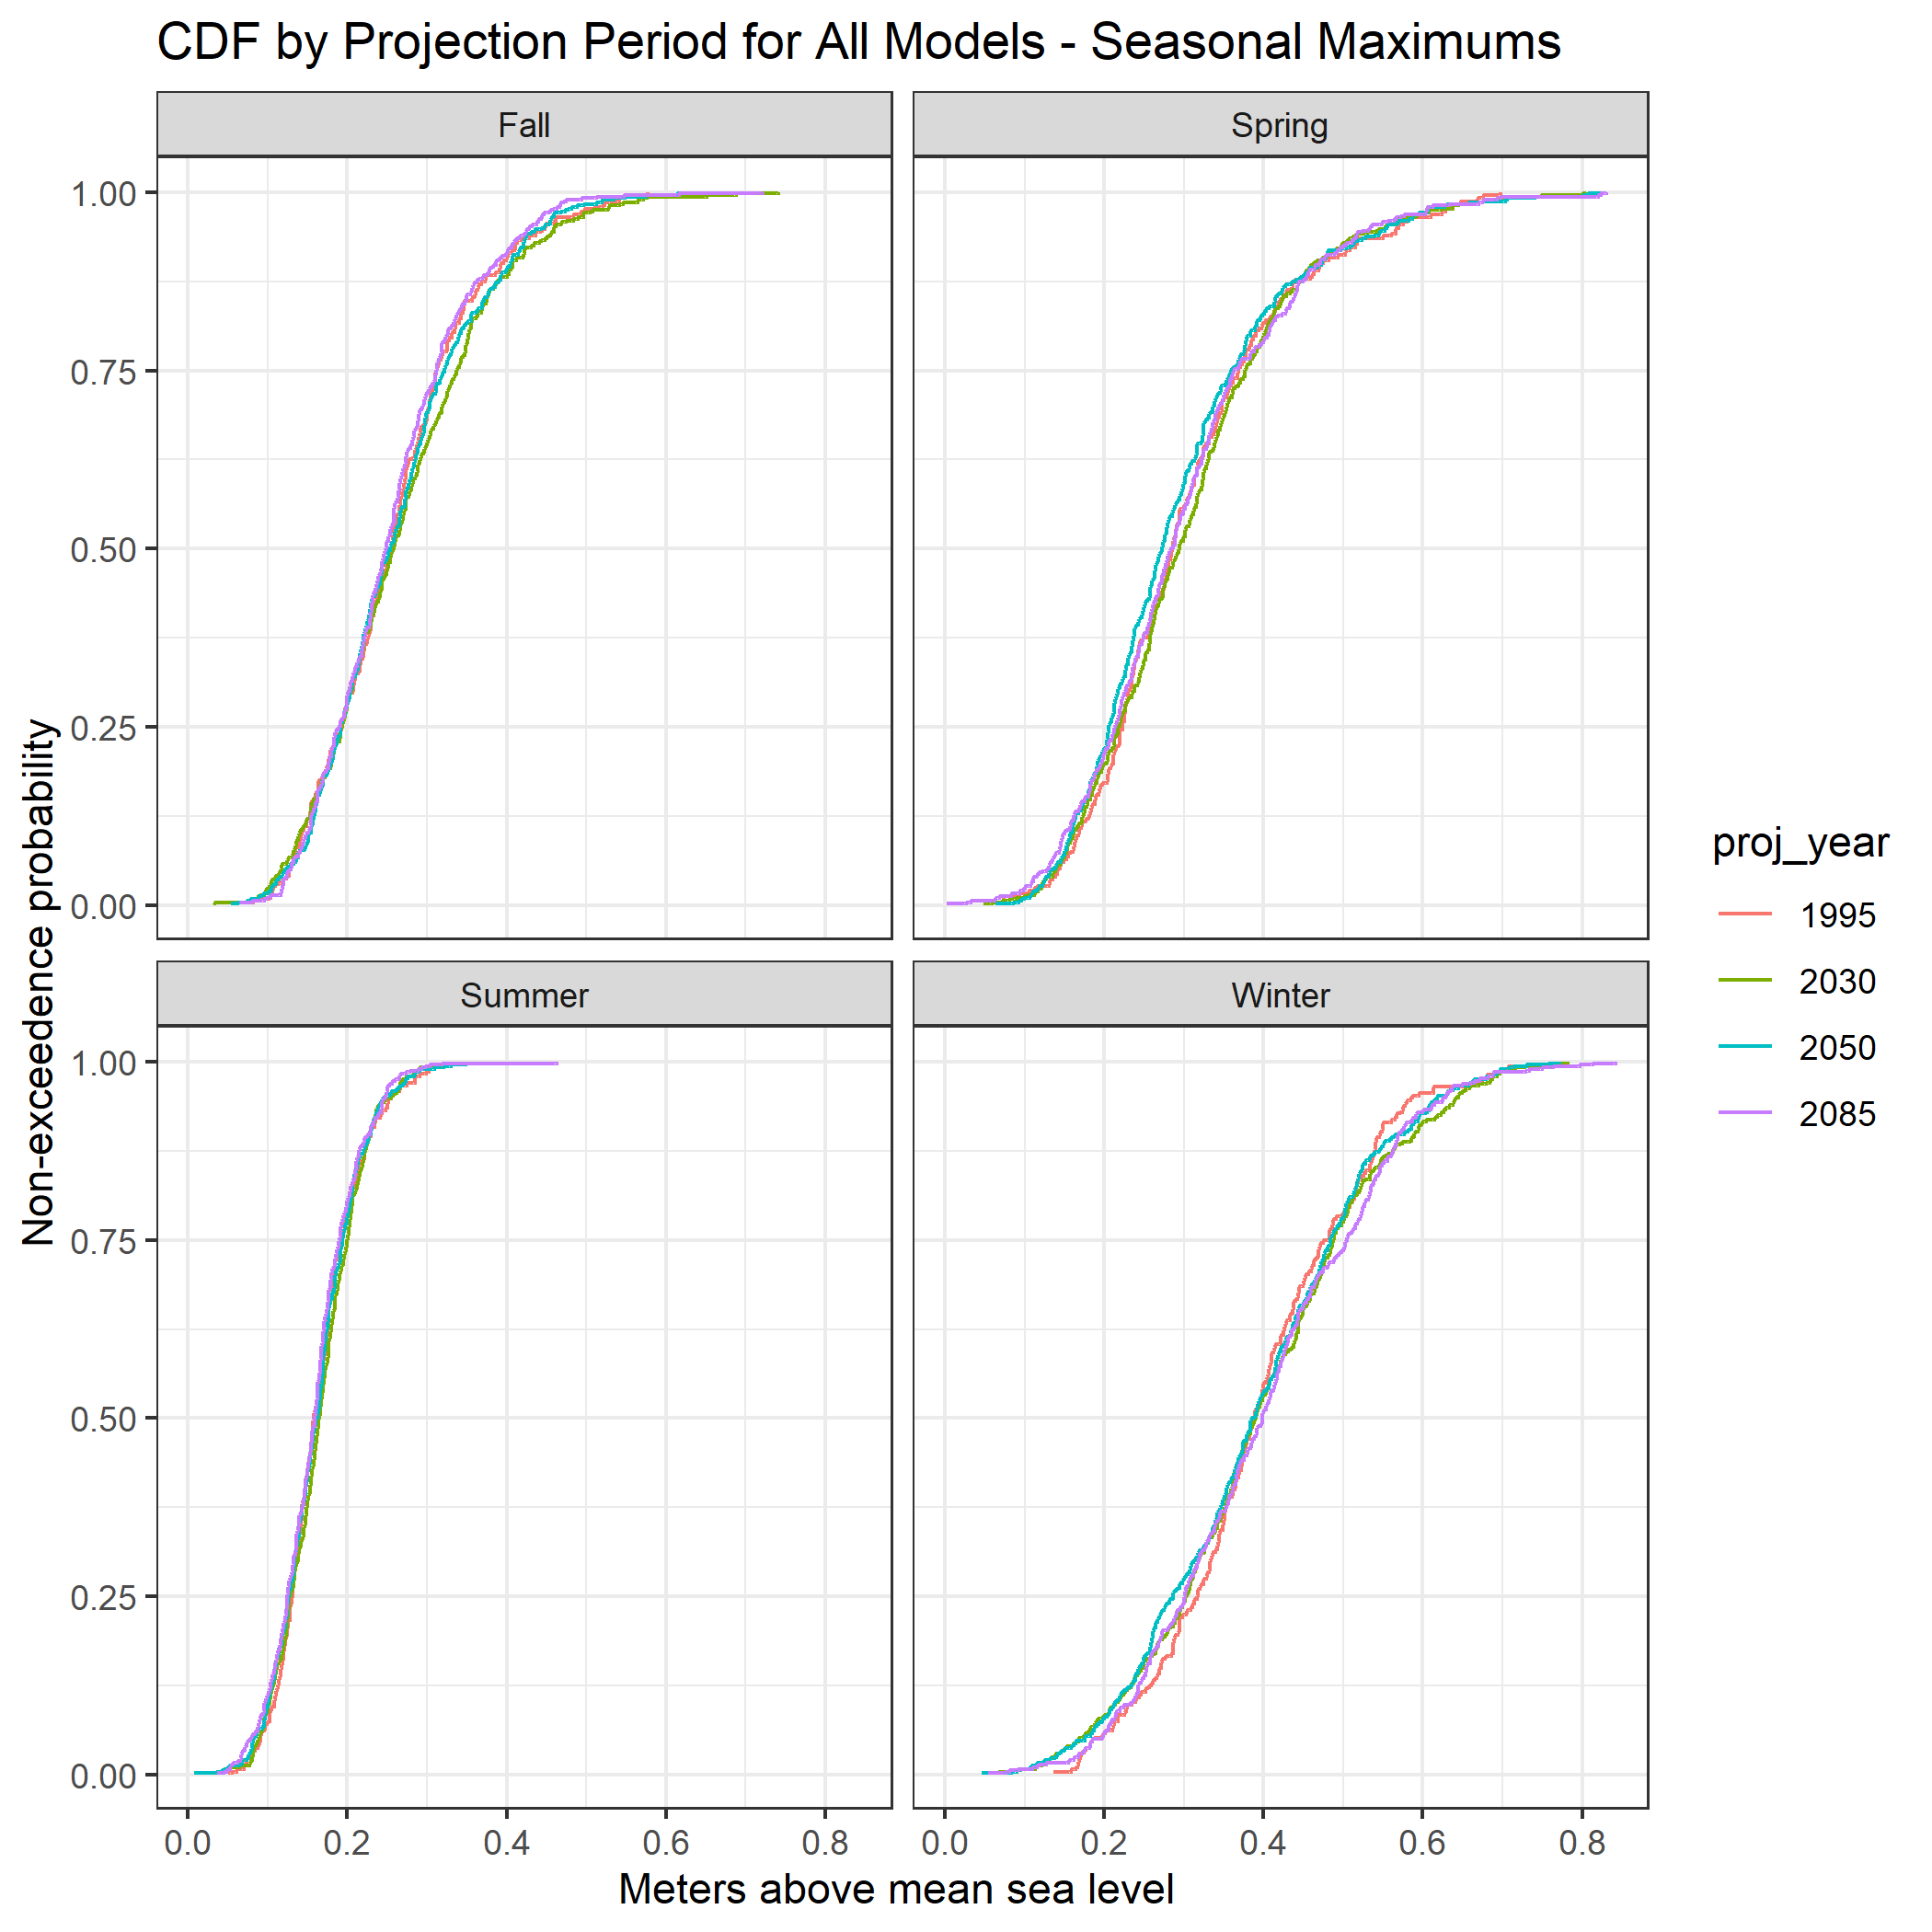 CDF by Projection Period for All Models - Seasonal Maximums
Fall
Spring
1.00
0.75
0.50
0.25
0.00
Summer
Winter
1.00
0.75
0.50
0.25
0.00
0.0 0.2 0.4 0.6 0.8
0.0 0.2 0.4 0.6 0.8
Meters above mean sea level
Non-exceedence probability
proj_year
1995
2030
2050
2085